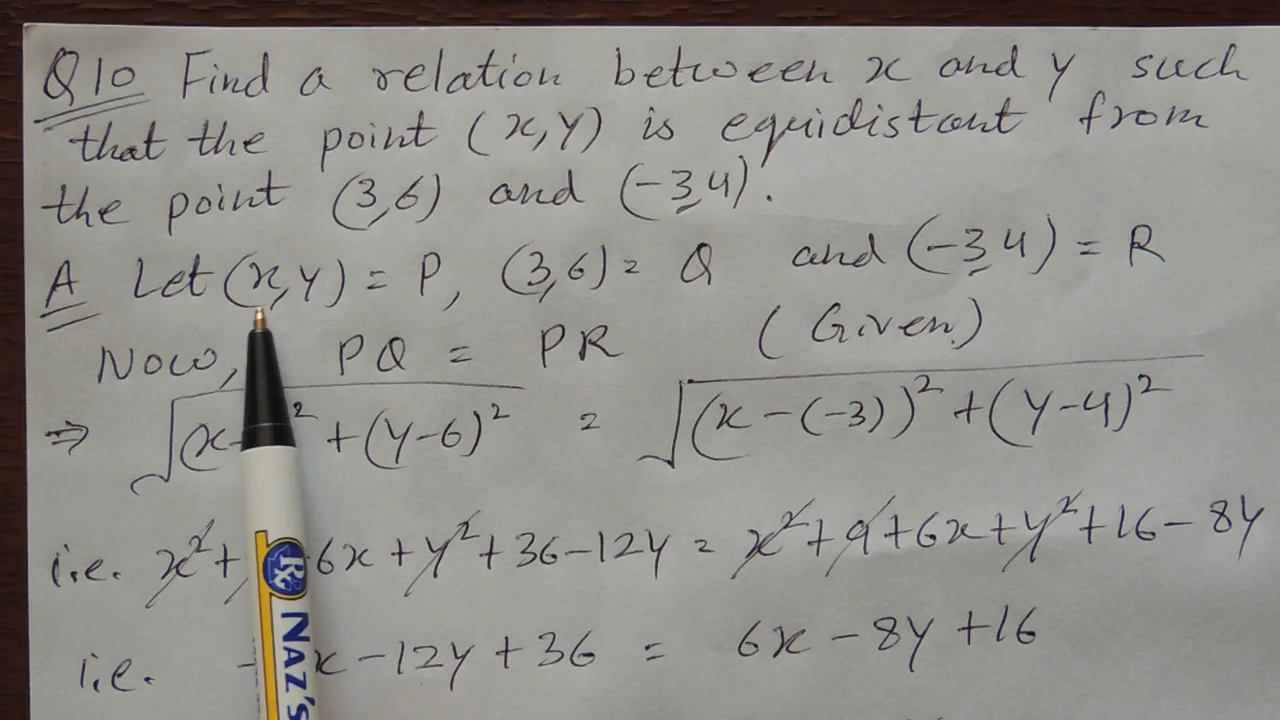 Q10 Find a relation between x and y such
that the point (x,y) is equidistant from
the point (3,6) and (-3,4).
A Let (x,y) = P, (3,6) = Q and (-3,4) = R
Now, PQ = PR (Given)
⇒ √(x- ² + (y-6)² = √(x-(-3))² + (y-4)²
i.e. x² + 6x + y² + 36 - 12y = x² + 9 + 6x + y² + 16 - 8y
i.e. - x - 12y + 36 = 6x - 8y + 16
Rx
NAZ's